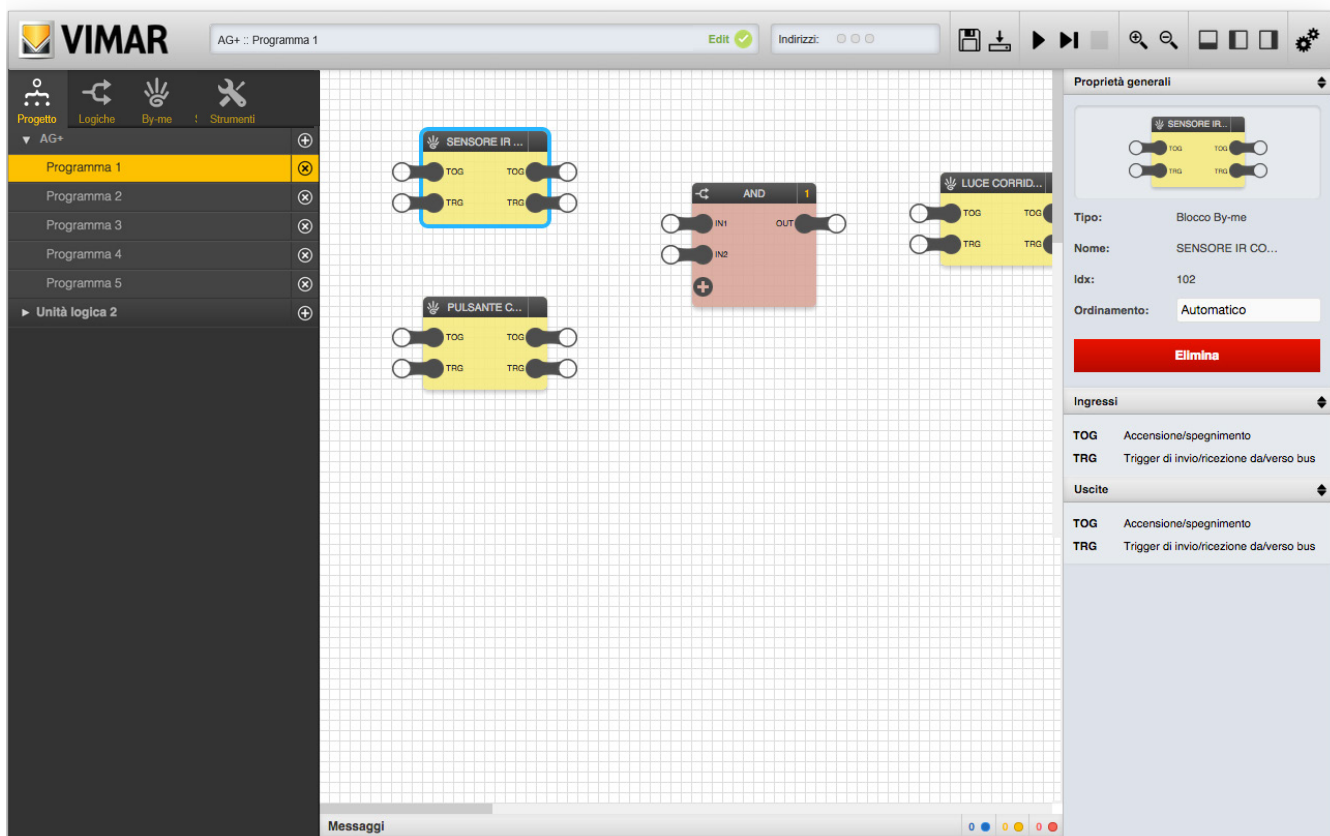 VIMAR
AG+ :: Programma 1
Edit
Indirizzi:
Progetto
Logiche
By-me
Strumenti
AG+
Programma 1
Programma 2
Programma 3
Programma 4
Programma 5
Unità logica 2
SENSORE IR ...
TOG TOG
TRG TRG
PULSANTE C...
TOG TOG
TRG TRG
AND 1
IN1 OUT
IN2
LUCE CORRID...
TOG TOG
TRG TRG
Messaggi
0 0 0
Proprietà generali
SENSORE IR...
TOG TOG
TRG TRG
Tipo: Blocco By-me
Nome: SENSORE IR CO...
Idx: 102
Ordinamento: Automatico
Elimina
Ingressi
TOG Accensione/spegnimento
TRG Trigger di invio/ricezione da/verso bus
Uscite
TOG Accensione/spegnimento
TRG Trigger di invio/ricezione da/verso bus